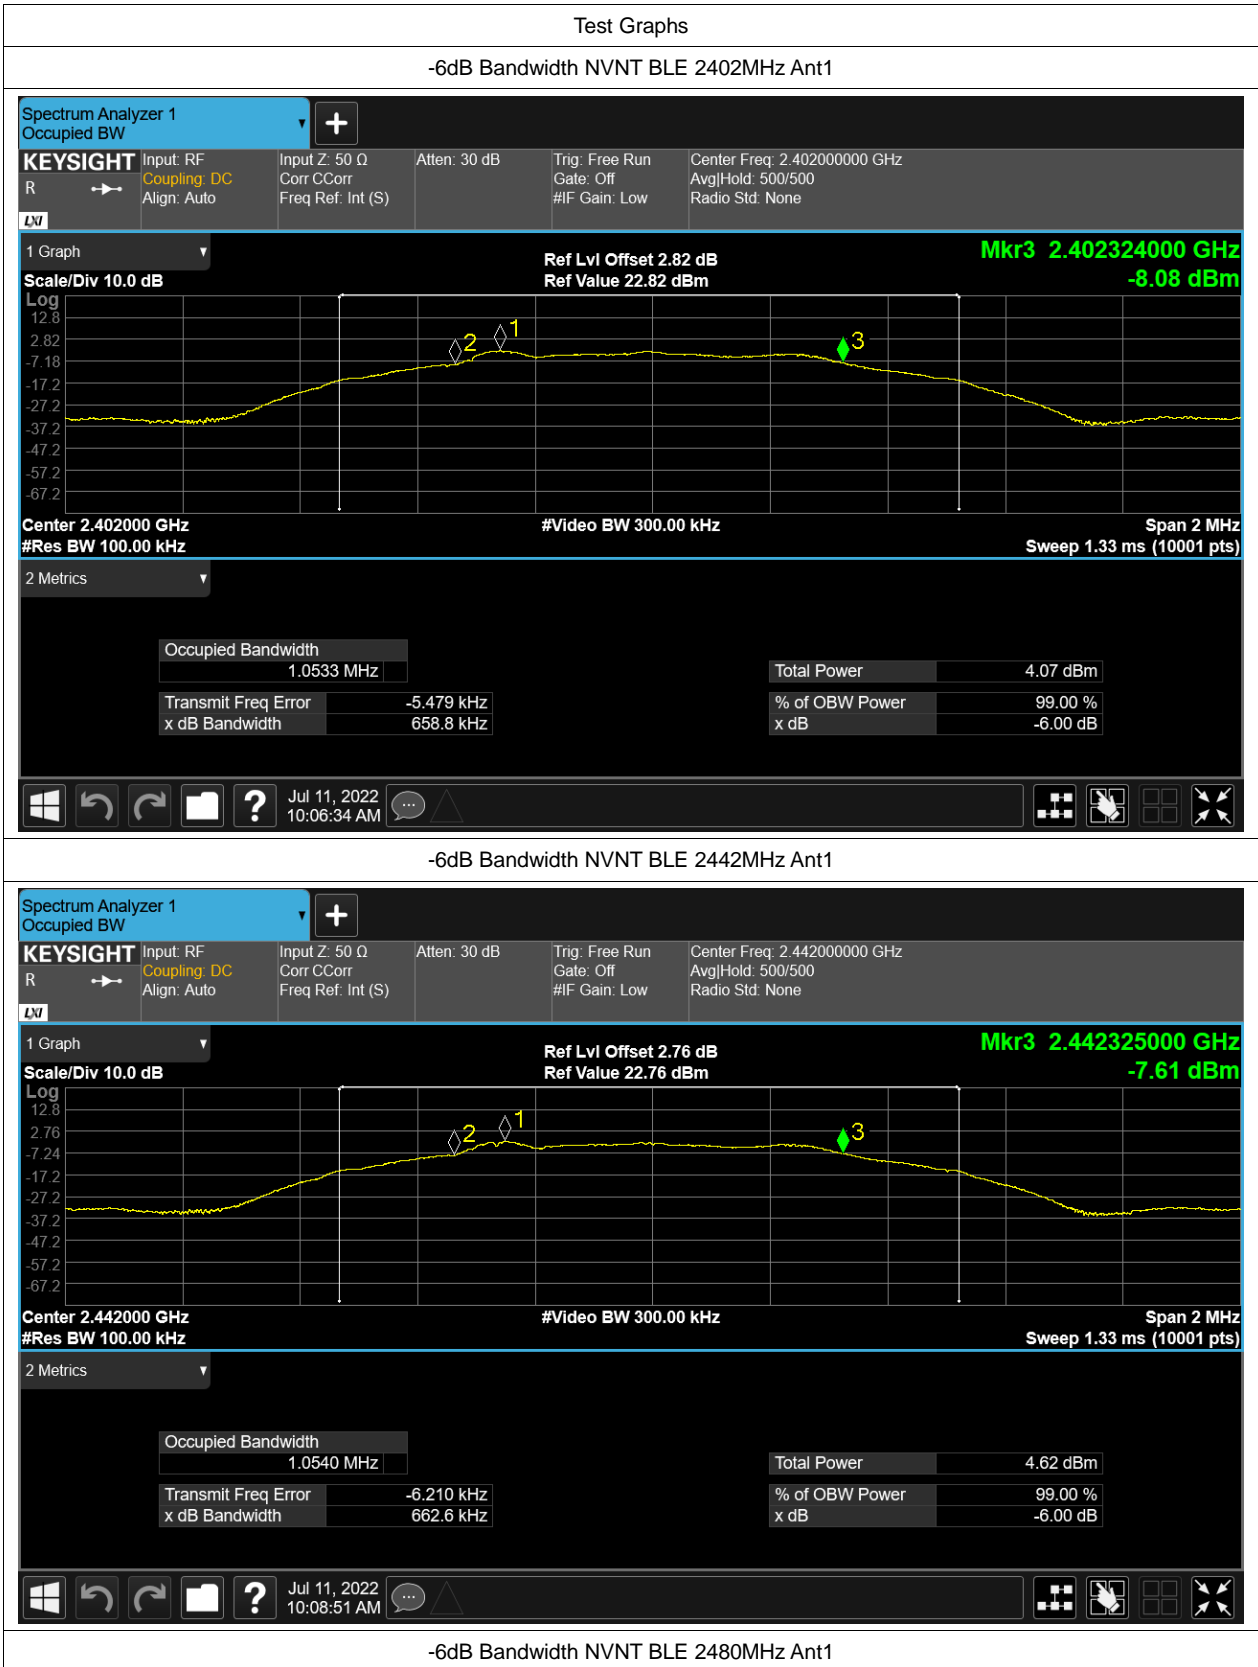 Test Graphs
-6dB Bandwidth NVNT BLE 2402MHz Ant1
Spectrum Analyzer 1
Occupied BW
KEYSIGHT
R
LXI
Input: RF
Coupling: DC
Align: Auto
Input Z: 50 Ω
Corr CCorr
Freq Ref: Int (S)
Atten: 30 dB
Trig: Free Run
Gate: Off
#IF Gain: Low
Center Freq: 2.402000000 GHz
Avg|Hold: 500/500
Radio Std: None
1 Graph
Scale/Div 10.0 dB
Ref Lvl Offset 2.82 dB
Ref Value 22.82 dBm
Mkr3 2.402324000 GHz
-8.08 dBm
Log
12.8
2.82
-7.18
-17.2
-27.2
-37.2
-47.2
-57.2
-67.2
2
1
3
Center 2.402000 GHz
#Video BW 300.00 kHz
Span 2 MHz
#Res BW 100.00 kHz
Sweep 1.33 ms (10001 pts)
2 Metrics
Occupied Bandwidth
1.0533 MHz
Total Power 4.07 dBm
Transmit Freq Error -5.479 kHz
% of OBW Power 99.00 %
x dB Bandwidth 658.8 kHz
x dB -6.00 dB
?
Jul 11, 2022
10:06:34 AM
-6dB Bandwidth NVNT BLE 2442MHz Ant1
Spectrum Analyzer 1
Occupied BW
KEYSIGHT
R
LXI
Input: RF
Coupling: DC
Align: Auto
Input Z: 50 Ω
Corr CCorr
Freq Ref: Int (S)
Atten: 30 dB
Trig: Free Run
Gate: Off
#IF Gain: Low
Center Freq: 2.442000000 GHz
Avg|Hold: 500/500
Radio Std: None
1 Graph
Scale/Div 10.0 dB
Ref Lvl Offset 2.76 dB
Ref Value 22.76 dBm
Mkr3 2.442325000 GHz
-7.61 dBm
Log
12.8
2.76
-7.24
-17.2
-27.2
-37.2
-47.2
-57.2
-67.2
2
1
3
Center 2.442000 GHz
#Video BW 300.00 kHz
Span 2 MHz
#Res BW 100.00 kHz
Sweep 1.33 ms (10001 pts)
2 Metrics
Occupied Bandwidth
1.0540 MHz
Total Power 4.62 dBm
Transmit Freq Error -6.210 kHz
% of OBW Power 99.00 %
x dB Bandwidth 662.6 kHz
x dB -6.00 dB
?
Jul 11, 2022
10:08:51 AM
-6dB Bandwidth NVNT BLE 2480MHz Ant1